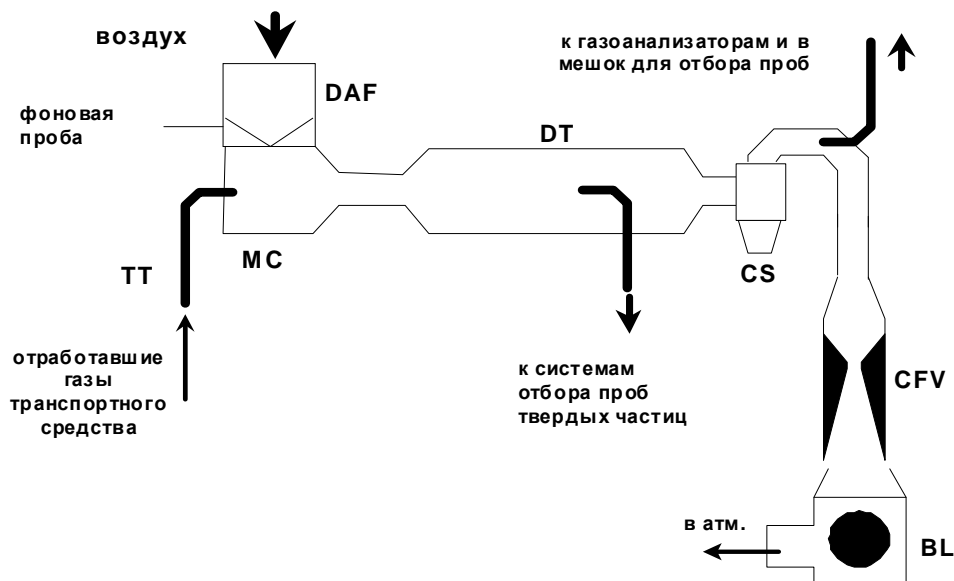 воздух
DAF
к газоанализаторам и в
мешок для отбора проб
фоновая
проба
DT
MC
TT
CS
отработавшие
газы
транспортного
средства
к системам
отбора проб
твердых частиц
CFV
в атм.
BL